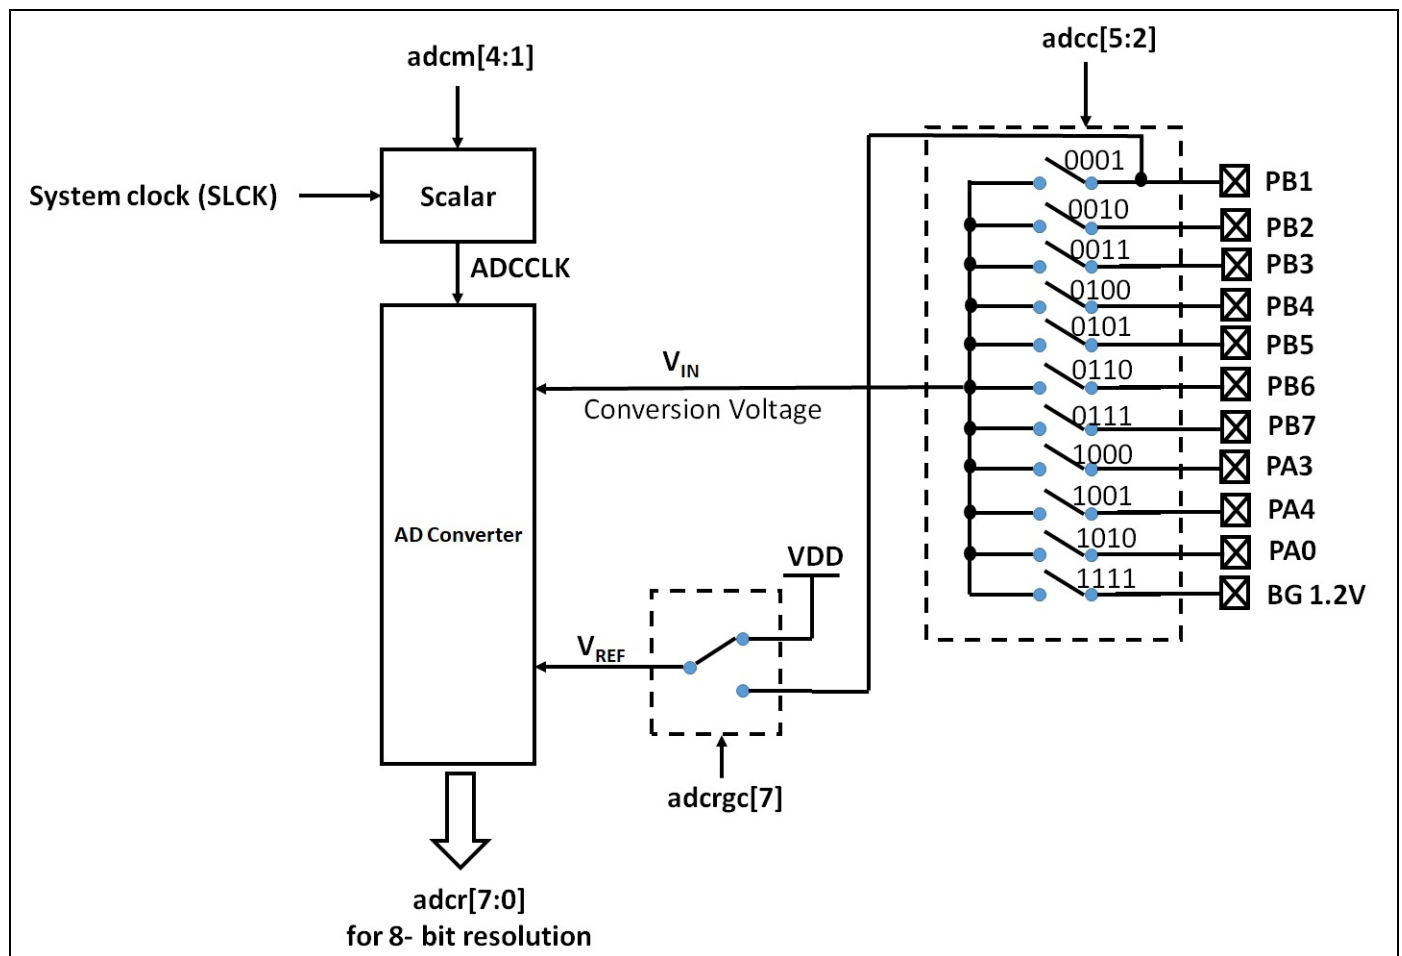 adcm[4:1]
adcc[5:2]
System clock (SLCK)
Scalar
ADCCLK
0001
PB1
0010
PB2
0011
PB3
0100
PB4
0101
PB5
0110
PB6
0111
PB7
1000
PA3
1001
PA4
1010
PA0
1111
BG 1.2V
VIN
Conversion Voltage
AD Converter
VDD
VREF
adcrgc[7]
adcr[7:0]
for 8- bit resolution